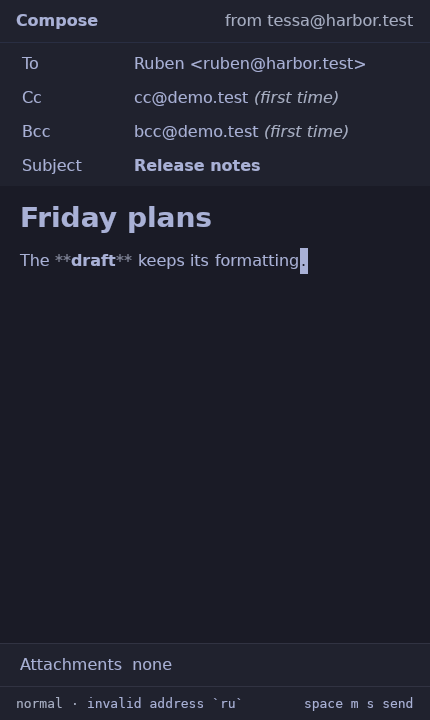 Compose from tessa@harbor.test
To Ruben <ruben@harbor.test>
Cc cc@demo.test (first time)
Bcc bcc@demo.test (first time)
Subject Release notes
Friday plans
The **draft** keeps its formatting.
Attachments none
normal · invalid address `ru` space m s send